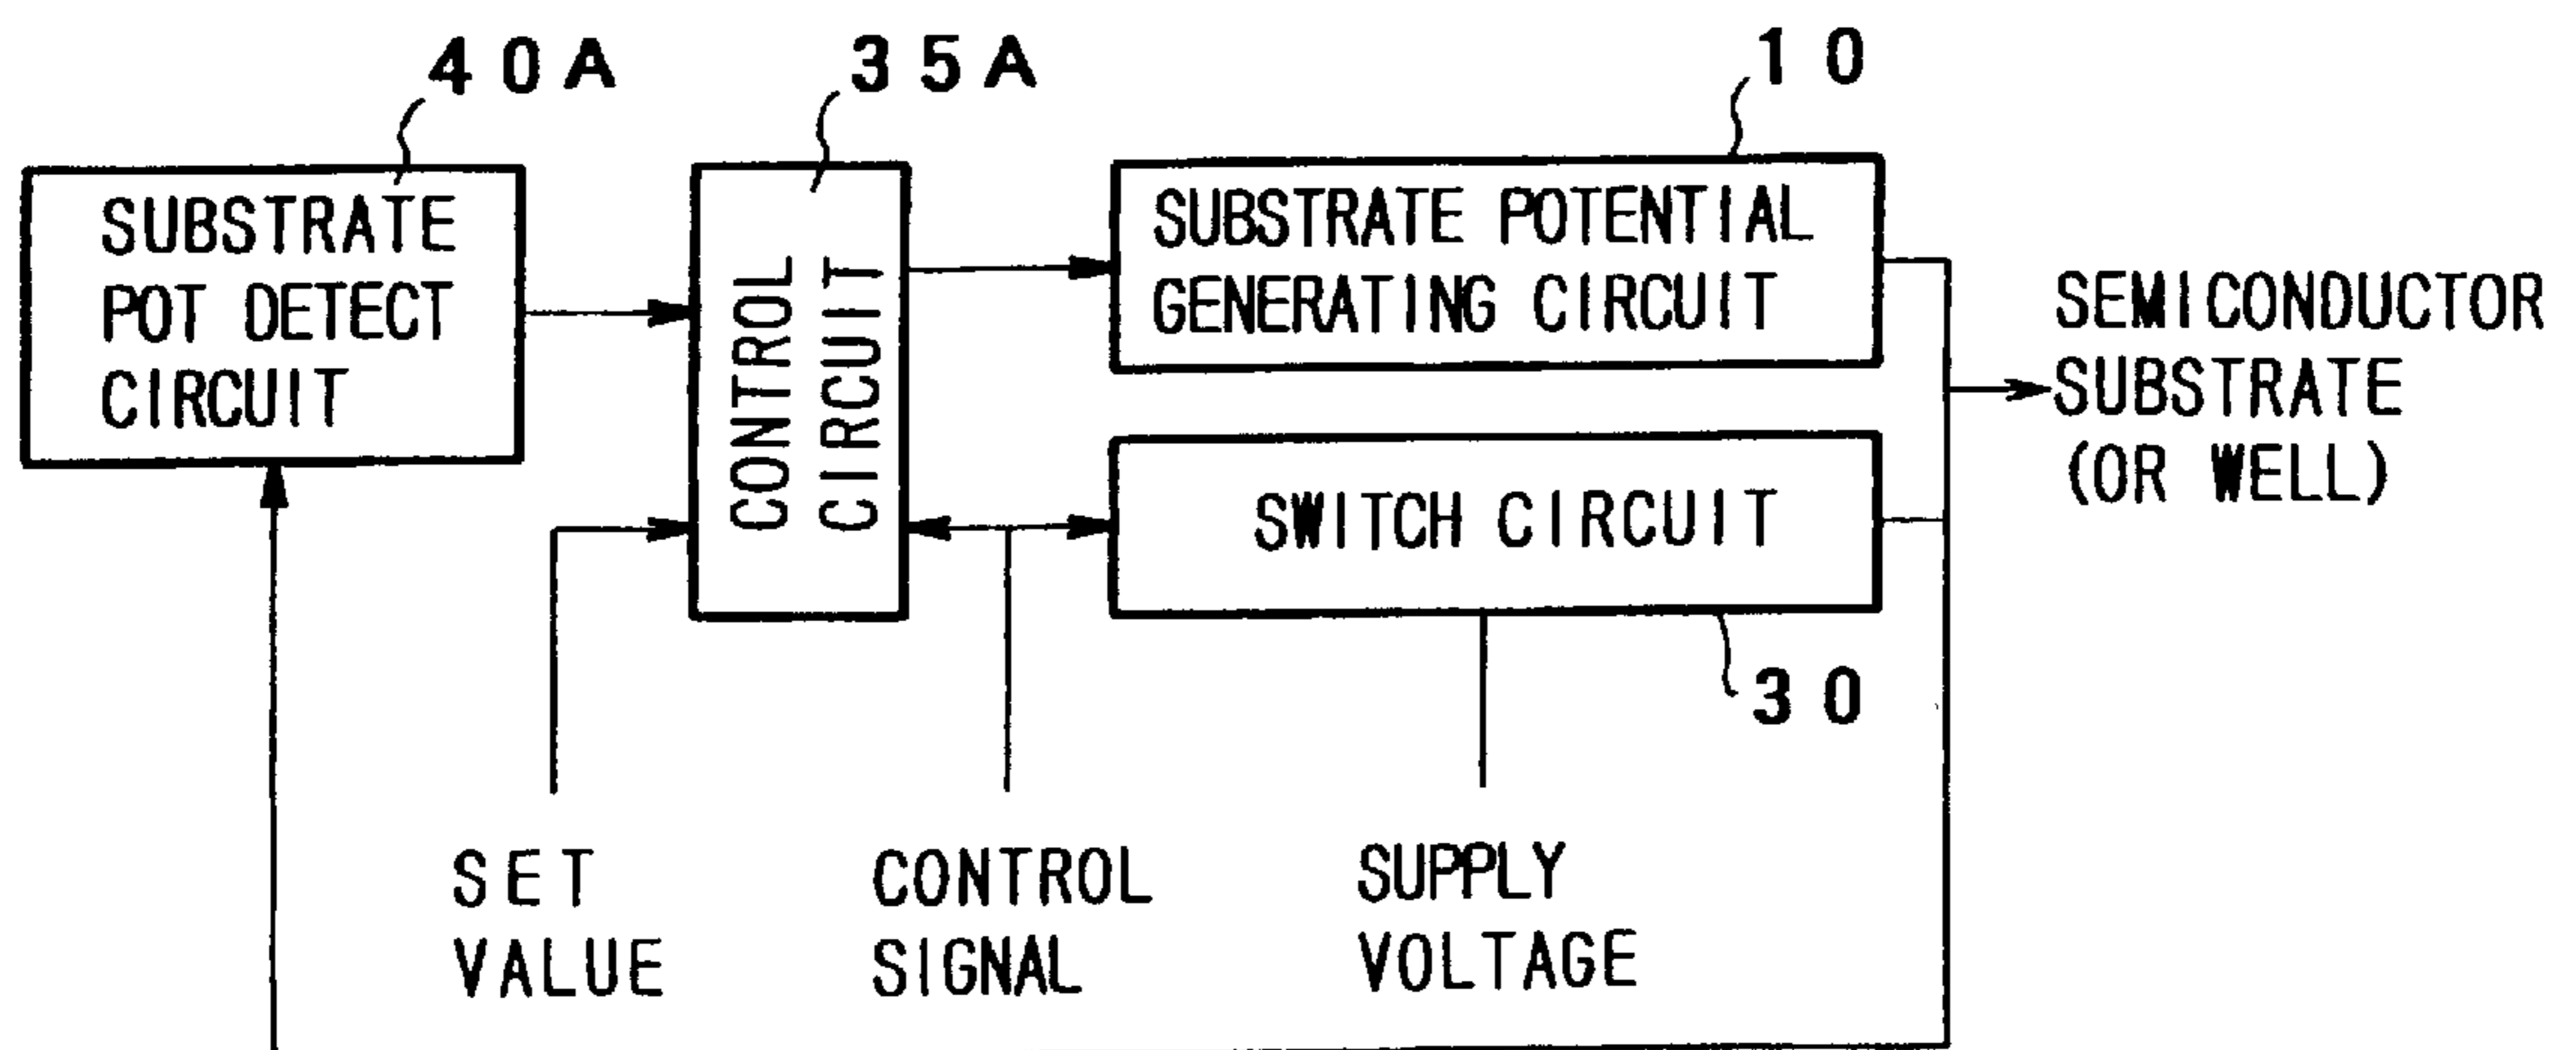 40A
35A
10
SUBSTRATE
POT DETECT
CIRCUIT
CONTROL
CIRCUIT
SUBSTRATE POTENTIAL
GENERATING CIRCUIT
SEMICONDUCTOR
SUBSTRATE
(OR WELL)
SWITCH CIRCUIT
30
SET
VALUE
CONTROL
SIGNAL
SUPPLY
VOLTAGE